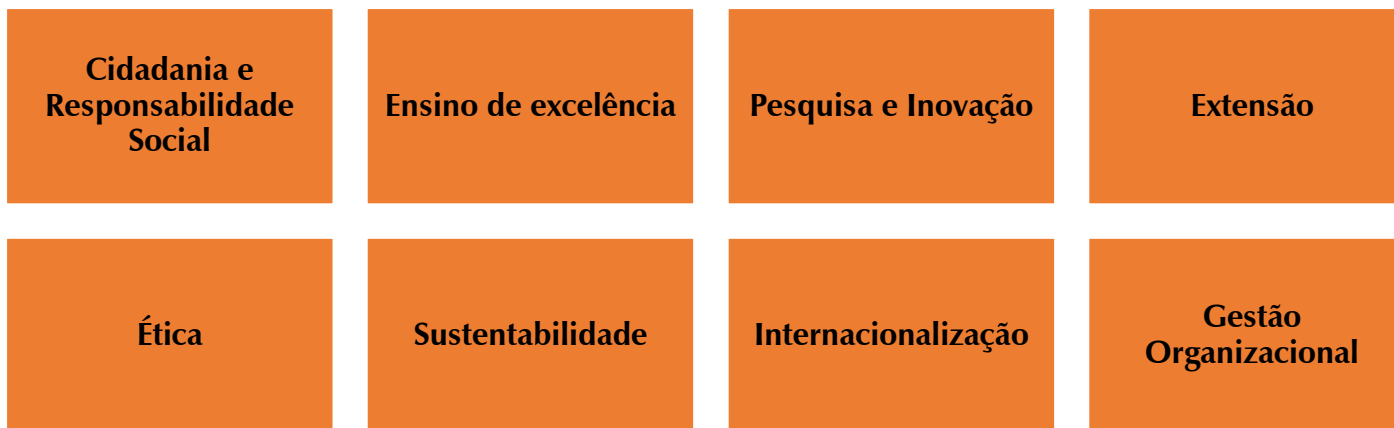 Cidadania e
Responsabilidade
Social
Ensino de excelência
Pesquisa e Inovação
Extensão
Ética
Sustentabilidade
Internacionalização
Gestão
Organizacional